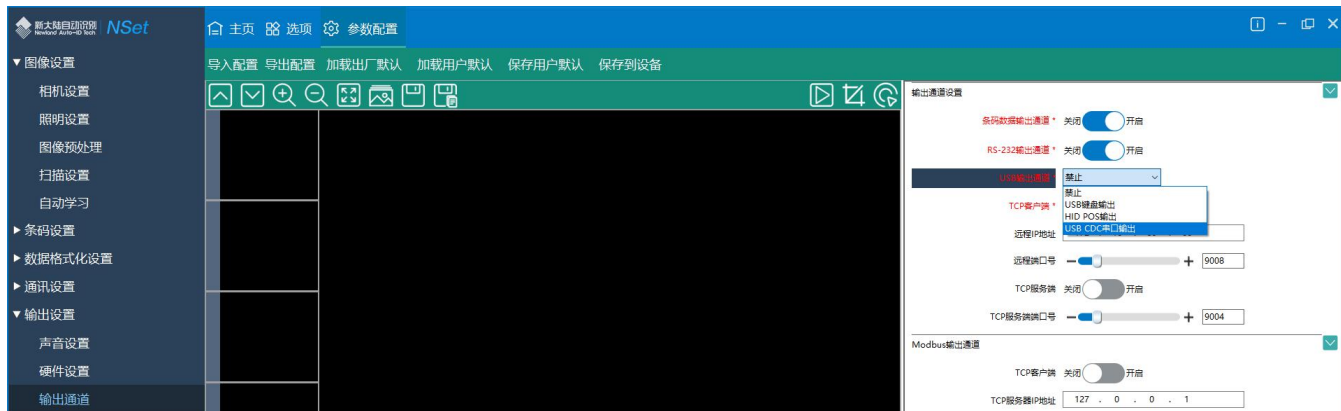 新大陆自动识别 NSet
Newland Auto-ID Tech
主页 选项 参数配置
导入配置 导出配置 加载出厂默认 加载用户默认 保存用户默认 保存到设备
图像设置
相机设置
照明设置
图像预处理
扫描设置
自动学习
条码设置
数据格式化设置
通讯设置
输出设置
声音设置
硬件设置
输出通道
输出通道设置
条码数据输出通道 * 关闭 开启
RS-232输出通道 * 关闭 开启
USB输出通道 * 禁止
禁止
USB键盘输出
HID POS输出
USB CDC串口输出
TCP客户端 *
远程IP地址
远程端口号 9008
TCP服务端 关闭 开启
TCP服务端端口号 9004
Modbus输出通道
TCP客户端 关闭 开启
TCP服务器IP地址 127 . 0 . 0 . 1